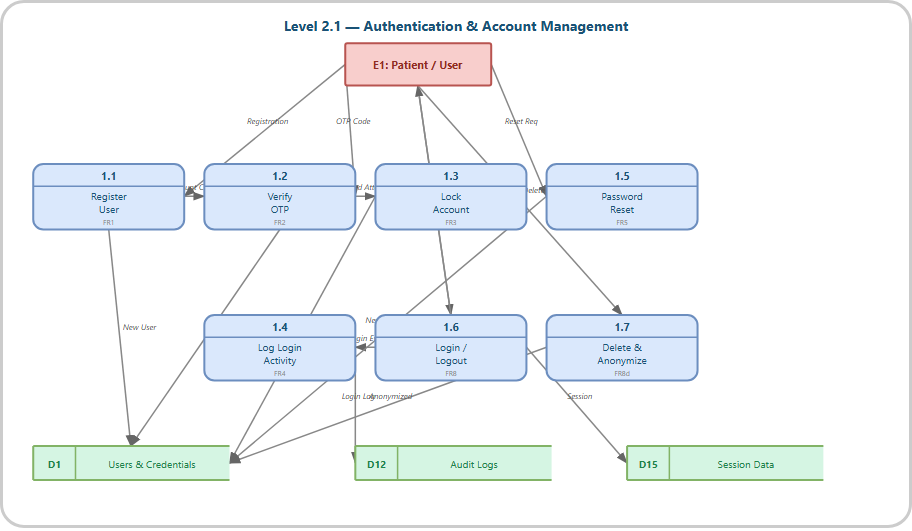 Level 2.1 — Authentication & Account Management
E1: Patient / User
Registration
OTP Code
Reset Req
1.1
Register
User
FR1
1.2
Verify
OTP
FR2
1.3
Lock
Account
FR3
1.5
Password
Reset
FR5
New User
1.4
Log Login
Activity
FR4
1.6
Login /
Logout
FR8
1.7
Delete &
Anonymize
FR8d
Login Log
Anonymized
Session
D1
Users & Credentials
D12
Audit Logs
D15
Session Data